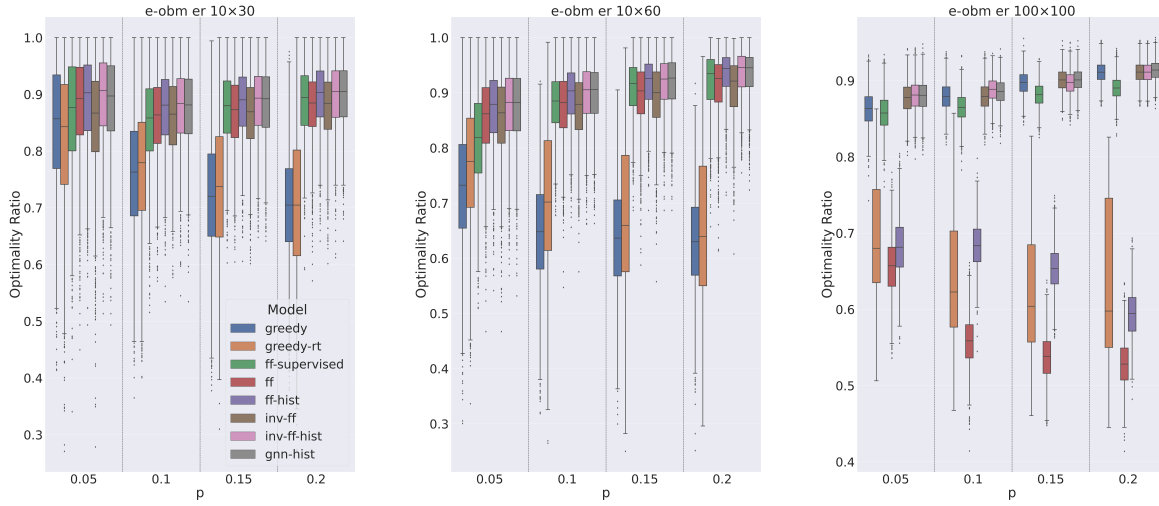 e-obm er 10×30
Optimality Ratio
1.0
0.9
0.8
0.7
0.6
0.5
0.4
0.3
0.05
0.1
0.15
0.2
p
Model
greedy
greedy-rt
ff-supervised
ff
ff-hist
inv-ff
inv-ff-hist
gnn-hist
e-obm er 10×60
Optimality Ratio
1.0
0.9
0.8
0.7
0.6
0.5
0.4
0.3
0.05
0.1
0.15
0.2
p
e-obm er 100×100
Optimality Ratio
0.9
0.8
0.7
0.6
0.5
0.4
0.05
0.1
0.15
0.2
p